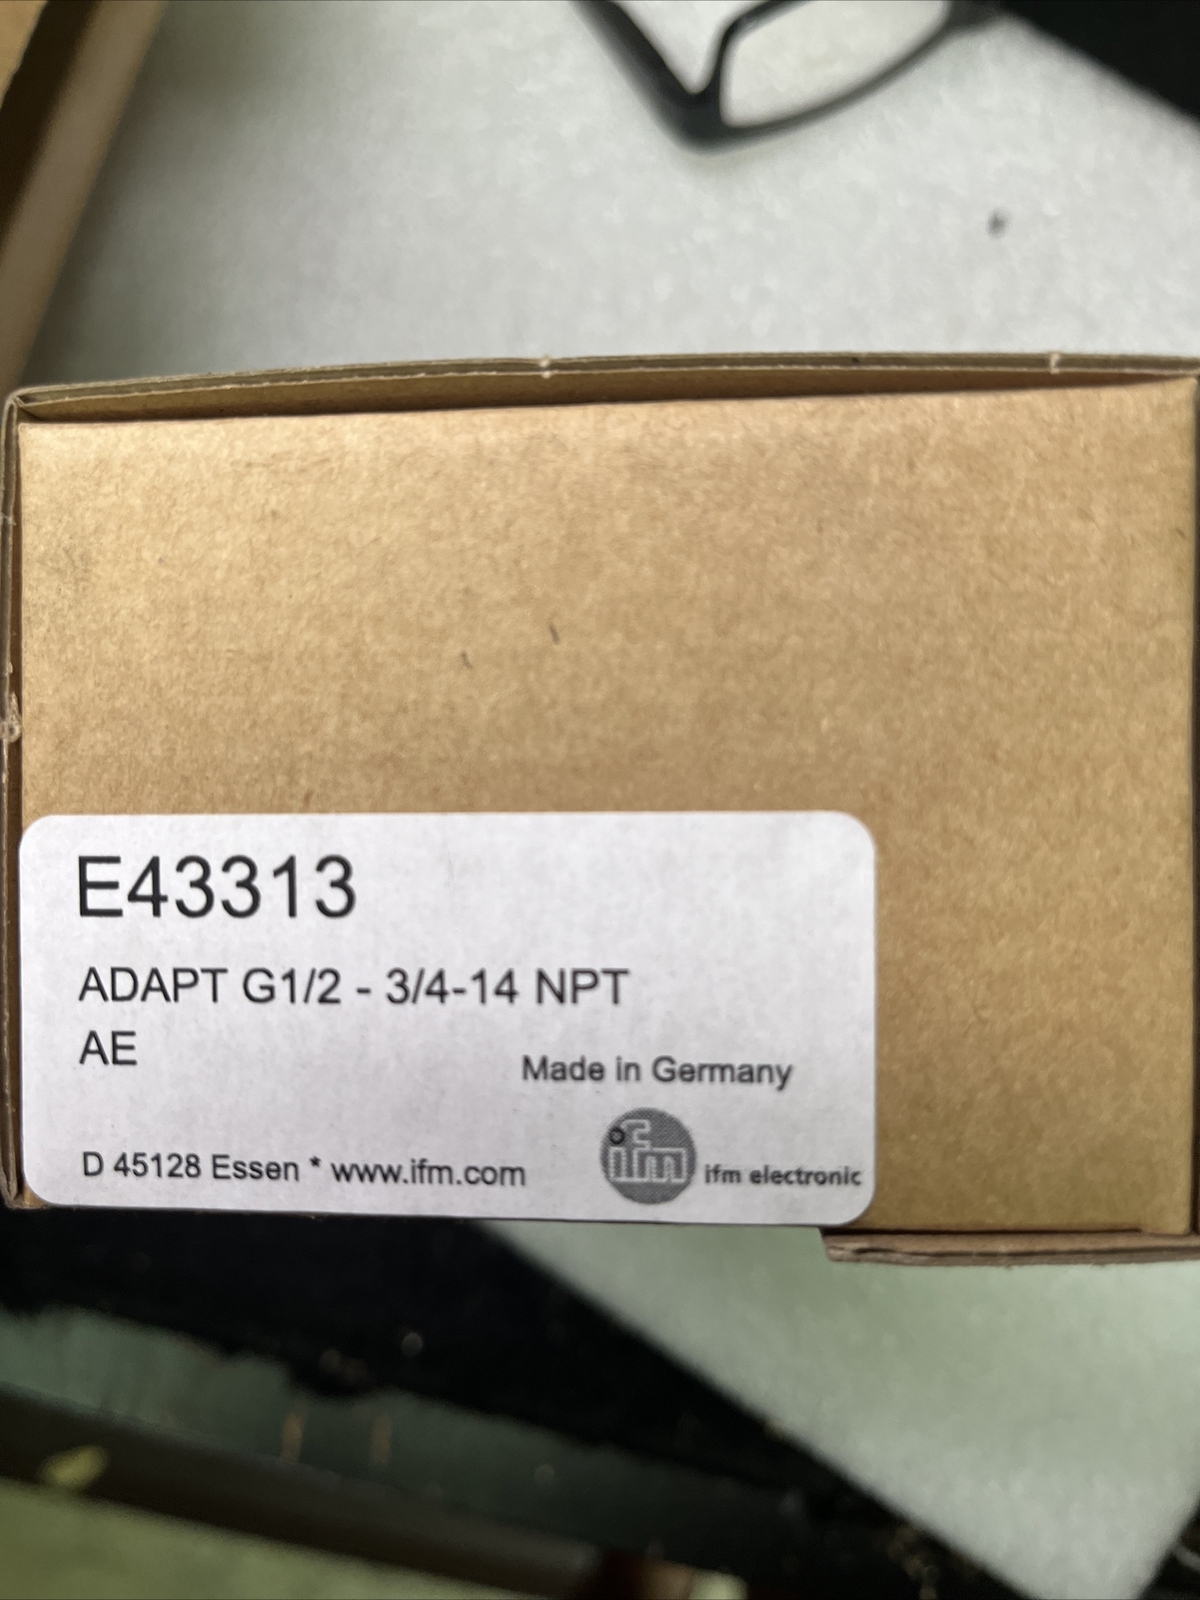 E43313
ADAPT G1/2 - 3/4-14 NPT
AE
Made in Germany
D 45128 Essen * www.ifm.com
ifm
ifm electronic